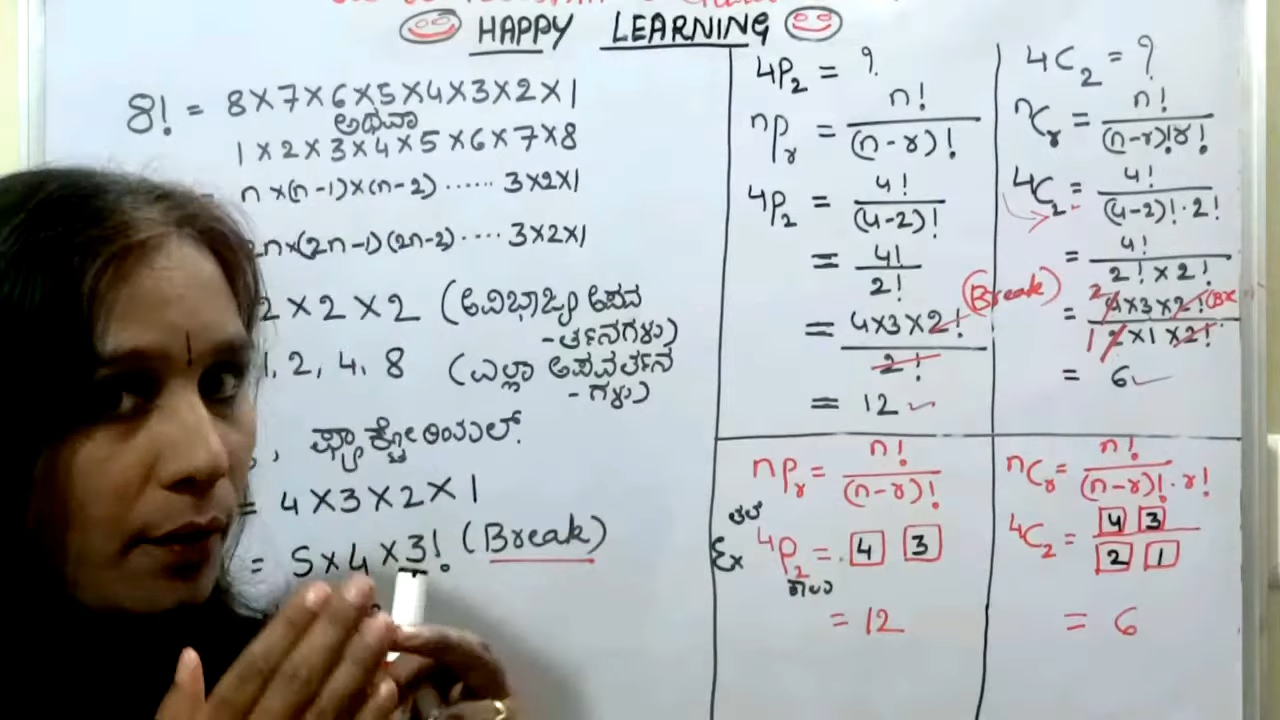 HAPPY LEARNING
8! = 8×7×6×5×4×3×2×1
ಅಥವಾ
1×2×3×4×5×6×7×8
n×(n-1)×(n-2)......3×2×1
2n×(2n-1)(2n-2)....3×2×1
2×2×2 (ಅವಿಭಾಜ್ಯ ಅಪವ
-ರ್ತನಗಳು)
1, 2, 4, 8 (ಎಲ್ಲಾ ಅಪವರ್ತನ
-ಗಳು)
, ಫ್ಯಾಕ್ಟೋರಿಯಲ್.
= 4×3×2×1
= 5×4×3! (Break)
4P₂ = ?
nPr = n!/(n-r)!
4P₂ = 4!/(4-2)!
= 4!/2!
= 4×3×2!/2! (Break)
= 12 ✓
4C₂ = ?
nCr = n!/(n-r)!r!
4C₂ = 4!/(4-2)!·2!
= 4!/2!×2!
= 4×3×2!/2×1×2!
= 6 ✓
nPr = n!/(n-r)!
Ex 4P₂ = 4 3
= 12
nCr = n!/(n-r)!·r!
4C₂ = 4 3/2 1
= 6